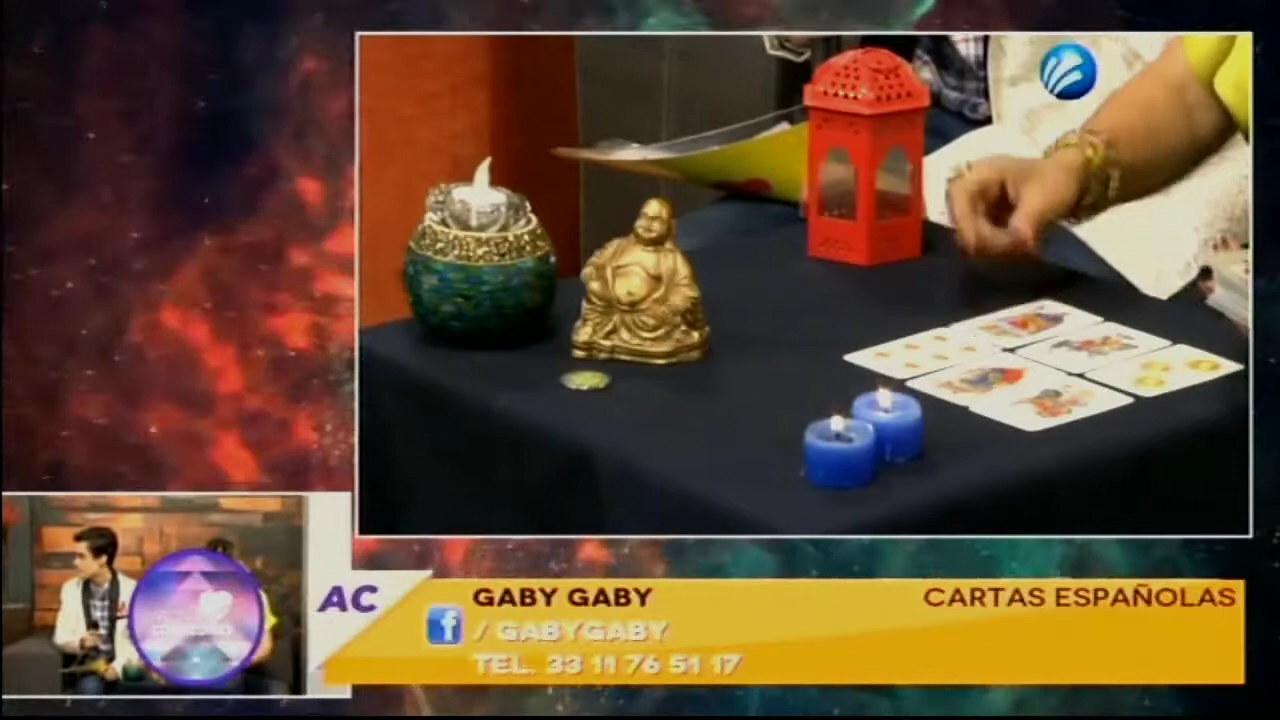 AC
GABY GABY
CARTAS ESPAÑOLAS
f / GABYGABY
TEL. 33 11 76 51 17